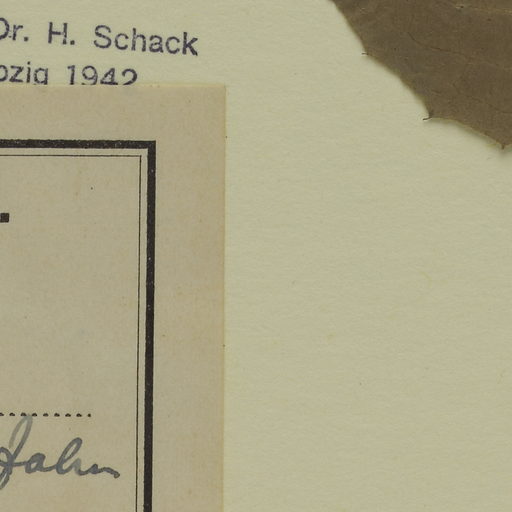 Dr. H. Schack
pzig 1942
.
Jahn